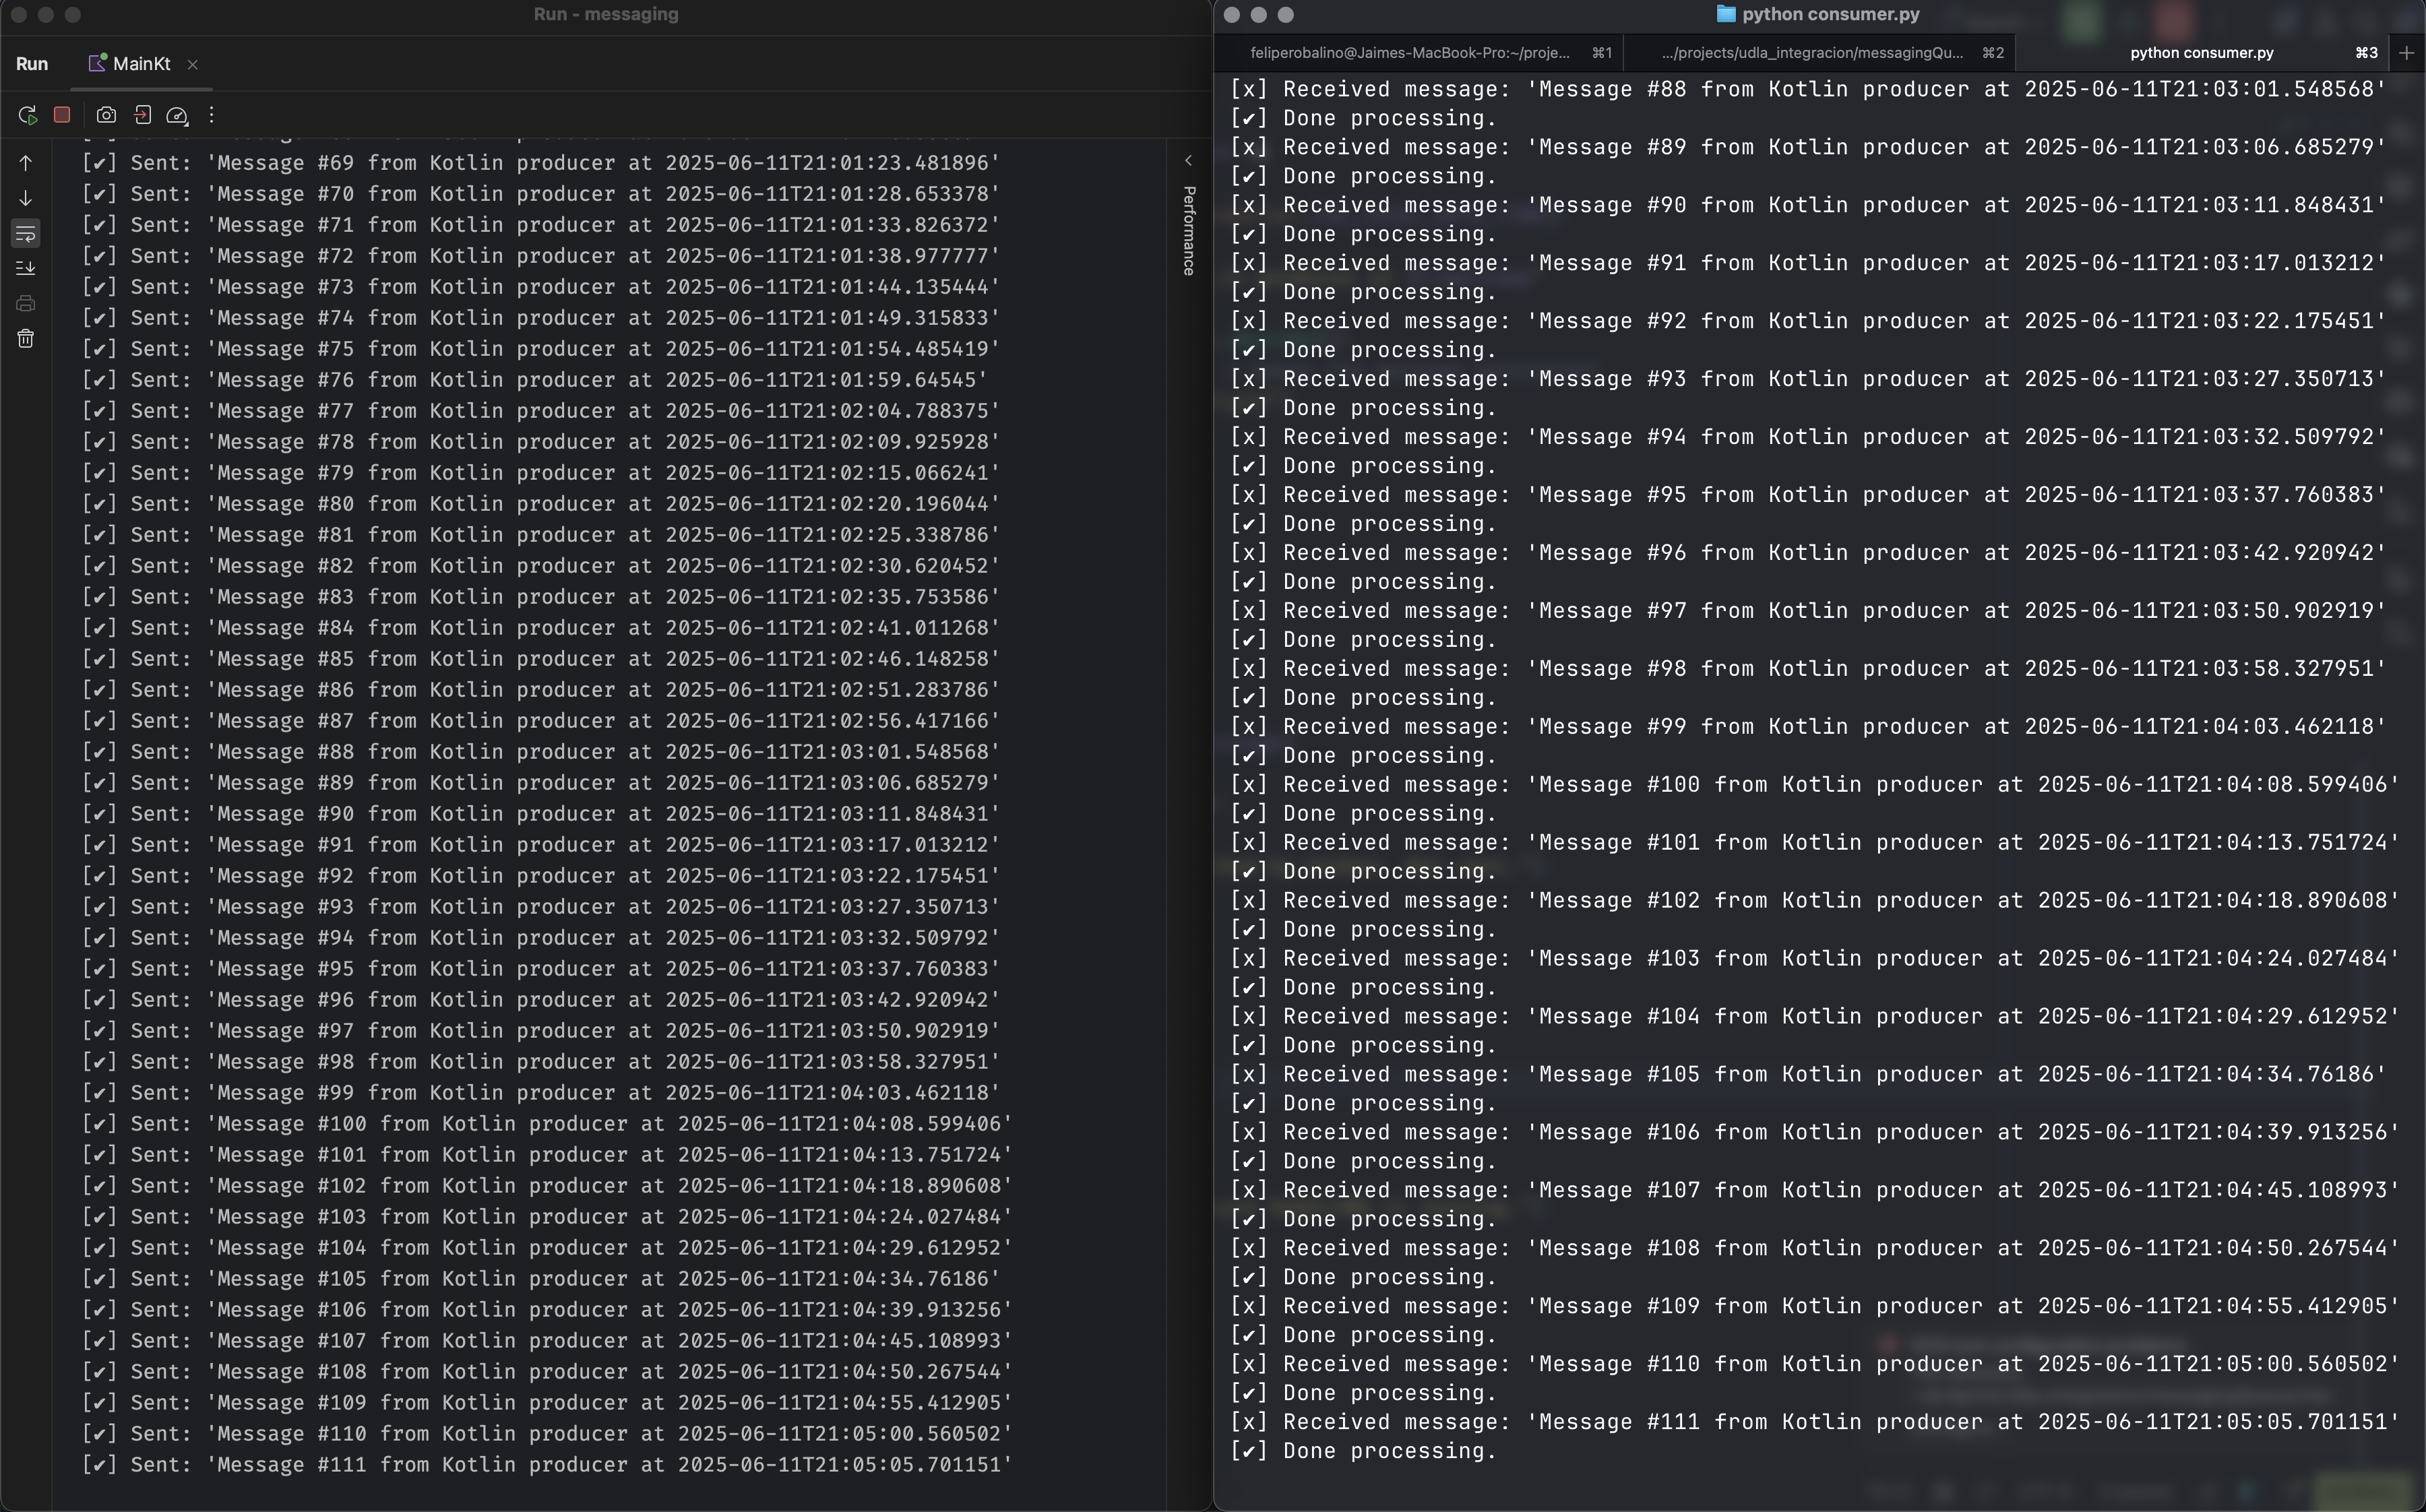 Run - messaging
Run MainKt
[✔] Sent: 'Message #69 from Kotlin producer at 2025-06-11T21:01:23.481896'
[✔] Sent: 'Message #70 from Kotlin producer at 2025-06-11T21:01:28.653378'
[✔] Sent: 'Message #71 from Kotlin producer at 2025-06-11T21:01:33.826372'
[✔] Sent: 'Message #72 from Kotlin producer at 2025-06-11T21:01:38.977777'
[✔] Sent: 'Message #73 from Kotlin producer at 2025-06-11T21:01:44.135444'
[✔] Sent: 'Message #74 from Kotlin producer at 2025-06-11T21:01:49.315833'
[✔] Sent: 'Message #75 from Kotlin producer at 2025-06-11T21:01:54.485419'
[✔] Sent: 'Message #76 from Kotlin producer at 2025-06-11T21:01:59.64545'
[✔] Sent: 'Message #77 from Kotlin producer at 2025-06-11T21:02:04.788375'
[✔] Sent: 'Message #78 from Kotlin producer at 2025-06-11T21:02:09.925928'
[✔] Sent: 'Message #79 from Kotlin producer at 2025-06-11T21:02:15.066241'
[✔] Sent: 'Message #80 from Kotlin producer at 2025-06-11T21:02:20.196044'
[✔] Sent: 'Message #81 from Kotlin producer at 2025-06-11T21:02:25.338786'
[✔] Sent: 'Message #82 from Kotlin producer at 2025-06-11T21:02:30.620452'
[✔] Sent: 'Message #83 from Kotlin producer at 2025-06-11T21:02:35.753586'
[✔] Sent: 'Message #84 from Kotlin producer at 2025-06-11T21:02:41.011268'
[✔] Sent: 'Message #85 from Kotlin producer at 2025-06-11T21:02:46.148258'
[✔] Sent: 'Message #86 from Kotlin producer at 2025-06-11T21:02:51.283786'
[✔] Sent: 'Message #87 from Kotlin producer at 2025-06-11T21:02:56.417166'
[✔] Sent: 'Message #88 from Kotlin producer at 2025-06-11T21:03:01.548568'
[✔] Sent: 'Message #89 from Kotlin producer at 2025-06-11T21:03:06.685279'
[✔] Sent: 'Message #90 from Kotlin producer at 2025-06-11T21:03:11.848431'
[✔] Sent: 'Message #91 from Kotlin producer at 2025-06-11T21:03:17.013212'
[✔] Sent: 'Message #92 from Kotlin producer at 2025-06-11T21:03:22.175451'
[✔] Sent: 'Message #93 from Kotlin producer at 2025-06-11T21:03:27.350713'
[✔] Sent: 'Message #94 from Kotlin producer at 2025-06-11T21:03:32.509792'
[✔] Sent: 'Message #95 from Kotlin producer at 2025-06-11T21:03:37.760383'
[✔] Sent: 'Message #96 from Kotlin producer at 2025-06-11T21:03:42.920942'
[✔] Sent: 'Message #97 from Kotlin producer at 2025-06-11T21:03:50.902919'
[✔] Sent: 'Message #98 from Kotlin producer at 2025-06-11T21:03:58.327951'
[✔] Sent: 'Message #99 from Kotlin producer at 2025-06-11T21:04:03.462118'
[✔] Sent: 'Message #100 from Kotlin producer at 2025-06-11T21:04:08.599406'
[✔] Sent: 'Message #101 from Kotlin producer at 2025-06-11T21:04:13.751724'
[✔] Sent: 'Message #102 from Kotlin producer at 2025-06-11T21:04:18.890608'
[✔] Sent: 'Message #103 from Kotlin producer at 2025-06-11T21:04:24.027484'
[✔] Sent: 'Message #104 from Kotlin producer at 2025-06-11T21:04:29.612952'
[✔] Sent: 'Message #105 from Kotlin producer at 2025-06-11T21:04:34.76186'
[✔] Sent: 'Message #106 from Kotlin producer at 2025-06-11T21:04:39.913256'
[✔] Sent: 'Message #107 from Kotlin producer at 2025-06-11T21:04:45.108993'
[✔] Sent: 'Message #108 from Kotlin producer at 2025-06-11T21:04:50.267544'
[✔] Sent: 'Message #109 from Kotlin producer at 2025-06-11T21:04:55.412905'
[✔] Sent: 'Message #110 from Kotlin producer at 2025-06-11T21:05:00.560502'
[✔] Sent: 'Message #111 from Kotlin producer at 2025-06-11T21:05:05.701151'
Performance
python consumer.py
feliperobalino@Jaimes-MacBook-Pro:~/proje... ⌘1 .../projects/udla_integracion/messagingQu... ⌘2 python consumer.py ⌘3
[x] Received message: 'Message #88 from Kotlin producer at 2025-06-11T21:03:01.548568'
[✔] Done processing.
[x] Received message: 'Message #89 from Kotlin producer at 2025-06-11T21:03:06.685279'
[✔] Done processing.
[x] Received message: 'Message #90 from Kotlin producer at 2025-06-11T21:03:11.848431'
[✔] Done processing.
[x] Received message: 'Message #91 from Kotlin producer at 2025-06-11T21:03:17.013212'
[✔] Done processing.
[x] Received message: 'Message #92 from Kotlin producer at 2025-06-11T21:03:22.175451'
[✔] Done processing.
[x] Received message: 'Message #93 from Kotlin producer at 2025-06-11T21:03:27.350713'
[✔] Done processing.
[x] Received message: 'Message #94 from Kotlin producer at 2025-06-11T21:03:32.509792'
[✔] Done processing.
[x] Received message: 'Message #95 from Kotlin producer at 2025-06-11T21:03:37.760383'
[✔] Done processing.
[x] Received message: 'Message #96 from Kotlin producer at 2025-06-11T21:03:42.920942'
[✔] Done processing.
[x] Received message: 'Message #97 from Kotlin producer at 2025-06-11T21:03:50.902919'
[✔] Done processing.
[x] Received message: 'Message #98 from Kotlin producer at 2025-06-11T21:03:58.327951'
[✔] Done processing.
[x] Received message: 'Message #99 from Kotlin producer at 2025-06-11T21:04:03.462118'
[✔] Done processing.
[x] Received message: 'Message #100 from Kotlin producer at 2025-06-11T21:04:08.599406'
[✔] Done processing.
[x] Received message: 'Message #101 from Kotlin producer at 2025-06-11T21:04:13.751724'
[✔] Done processing.
[x] Received message: 'Message #102 from Kotlin producer at 2025-06-11T21:04:18.890608'
[✔] Done processing.
[x] Received message: 'Message #103 from Kotlin producer at 2025-06-11T21:04:24.027484'
[✔] Done processing.
[x] Received message: 'Message #104 from Kotlin producer at 2025-06-11T21:04:29.612952'
[✔] Done processing.
[x] Received message: 'Message #105 from Kotlin producer at 2025-06-11T21:04:34.76186'
[✔] Done processing.
[x] Received message: 'Message #106 from Kotlin producer at 2025-06-11T21:04:39.913256'
[✔] Done processing.
[x] Received message: 'Message #107 from Kotlin producer at 2025-06-11T21:04:45.108993'
[✔] Done processing.
[x] Received message: 'Message #108 from Kotlin producer at 2025-06-11T21:04:50.267544'
[✔] Done processing.
[x] Received message: 'Message #109 from Kotlin producer at 2025-06-11T21:04:55.412905'
[✔] Done processing.
[x] Received message: 'Message #110 from Kotlin producer at 2025-06-11T21:05:00.560502'
[✔] Done processing.
[x] Received message: 'Message #111 from Kotlin producer at 2025-06-11T21:05:05.701151'
[✔] Done processing.